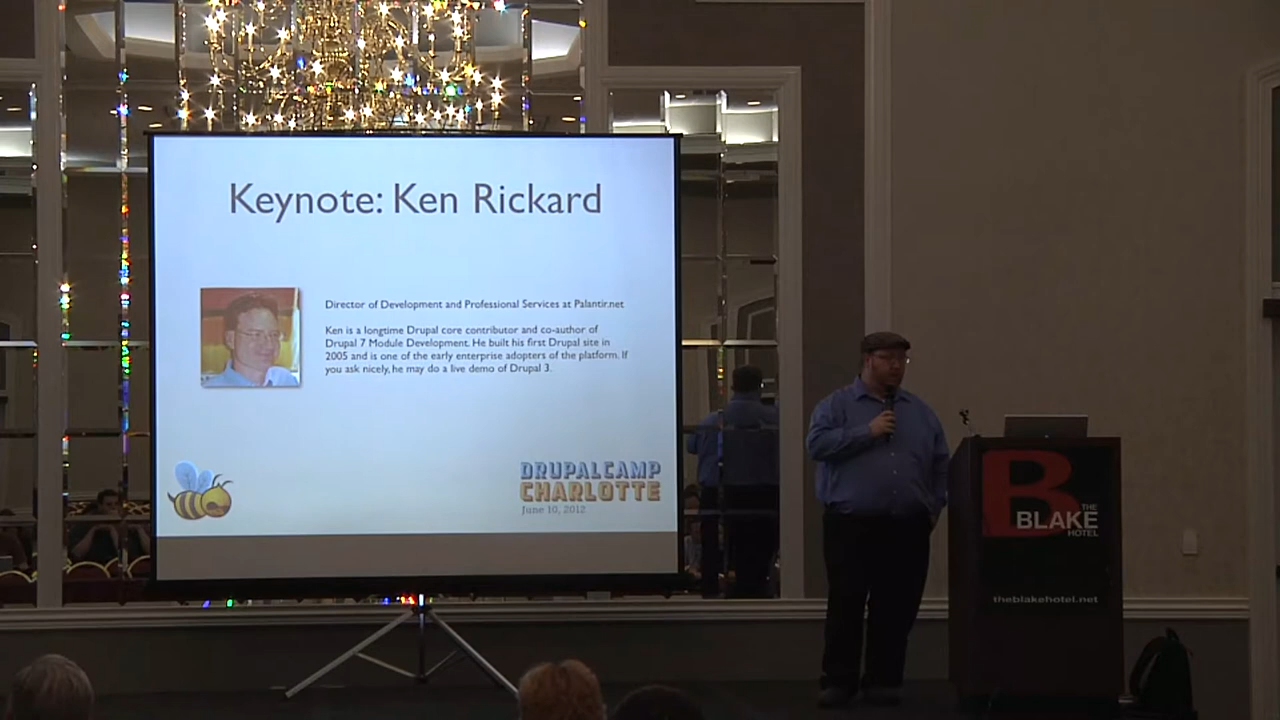 Keynote: Ken Rickard
Director of Development and Professional Services at Palantir.net
Ken is a longtime Drupal core contributor and co-author of
Drupal 7 Module Development. He built his first Drupal site in
2005 and is one of the early enterprise adopters of the platform. If
you ask nicely, he may do a live demo of Drupal 3.
DRUPALCAMP
CHARLOTTE
June 10, 2012
B
THE
BLAKE
HOTEL
theblakehotel.net